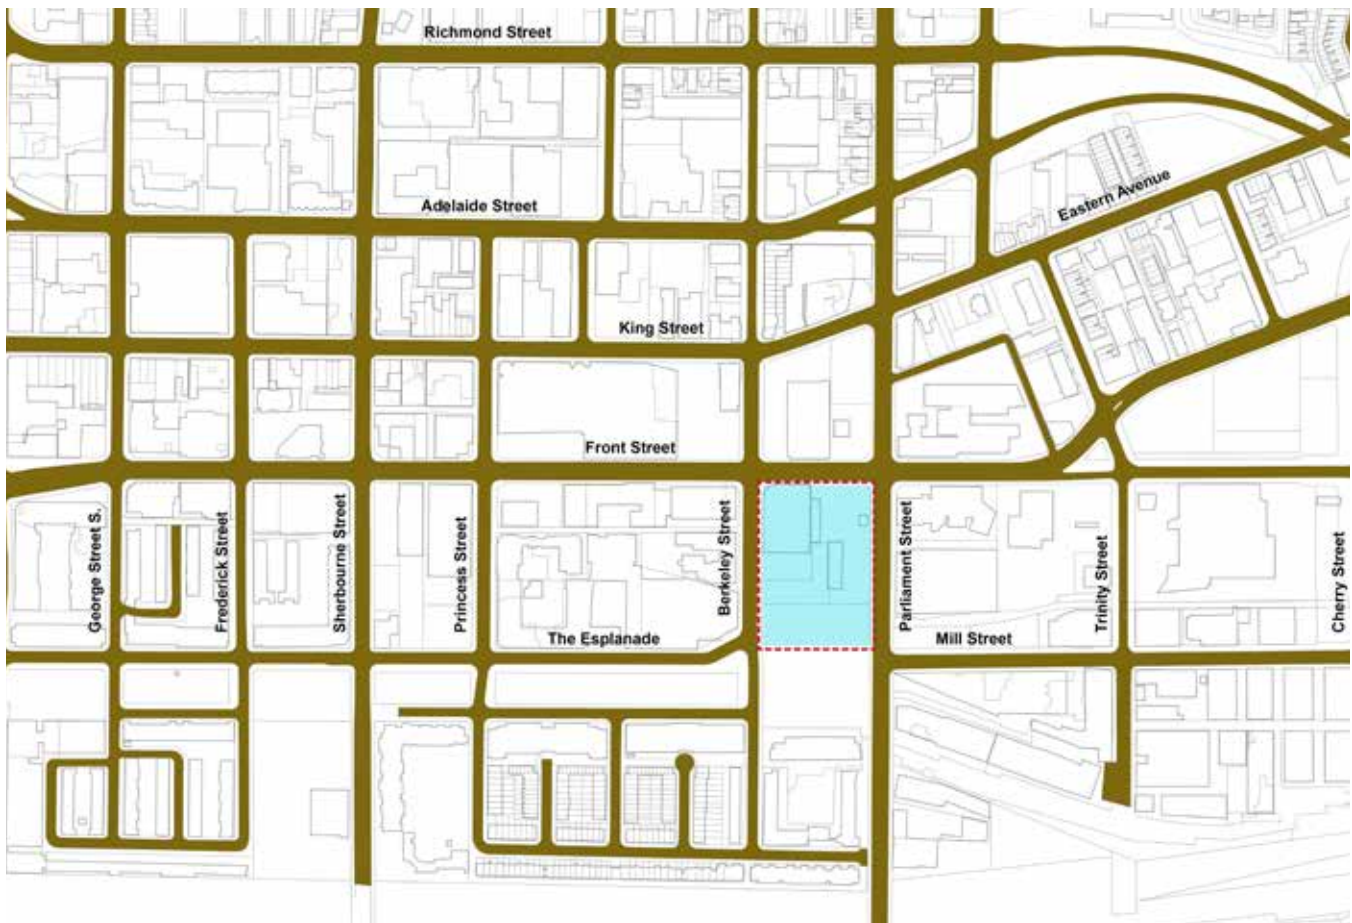 Richmond Street
Adelaide Street
Eastern Avenue
King Street
Front Street
George Street S.
Frederick Street
Sherbourne Street
Princess Street
Berkeley Street
Parliament Street
Trinity Street
Cherry Street
The Esplanade
Mill Street